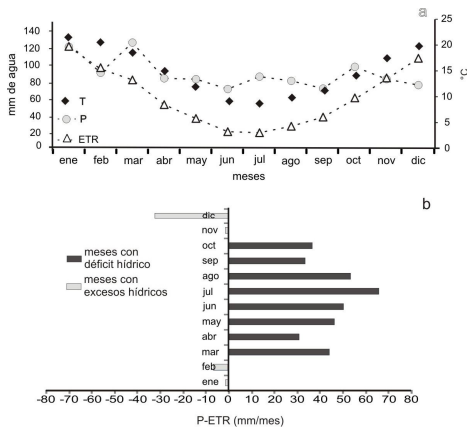 a
mm de agua
140
120
100
80
60
40
20
0
25
20
15
10
5
0
°C
T
P
ETR
ene feb mar abr may jun jul ago sep oct nov dic
meses
b
meses con
déficit hídrico
meses con
excesos hídricos
dic
nov
oct
sep
ago
jul
jun
may
abr
mar
feb
ene
-80 -70 -60 -50 -40 -30 -20 -10 0 10 20 30 40 50 60 70 80
P-ETR (mm/mes)